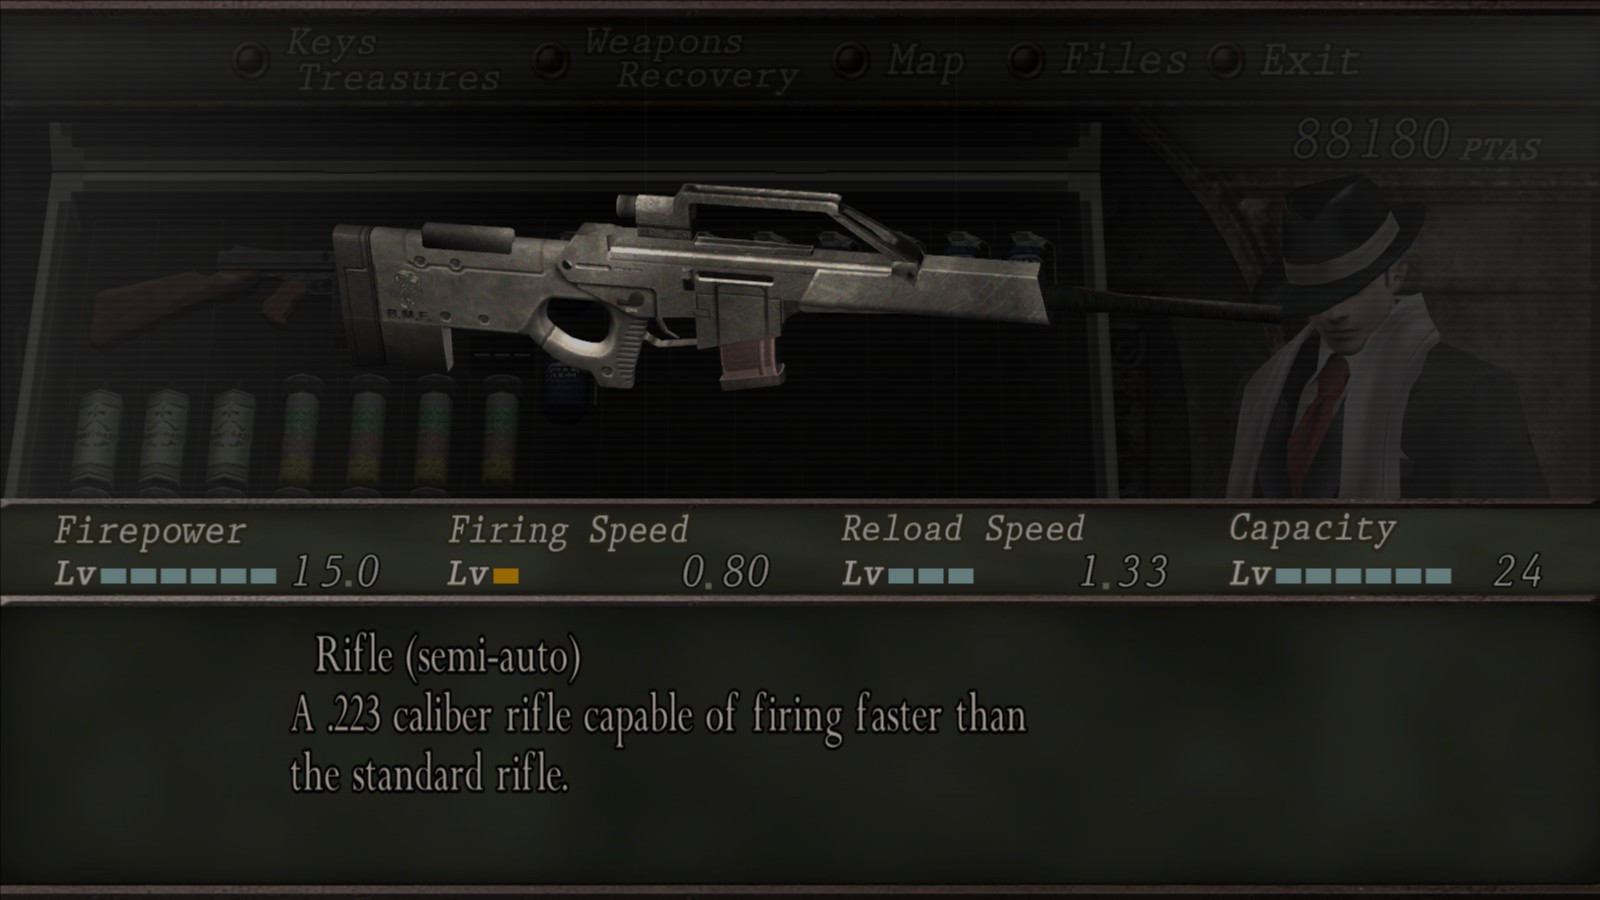 Keys
Treasures
Weapons
Recovery
Map
Files
Exit
88180 PTAS
R.M.F.
Firepower
Lv 15.0
Firing Speed
Lv 0.80
Reload Speed
Lv 1.33
Capacity
Lv 24
Rifle (semi-auto)
A .223 caliber rifle capable of firing faster than
the standard rifle.